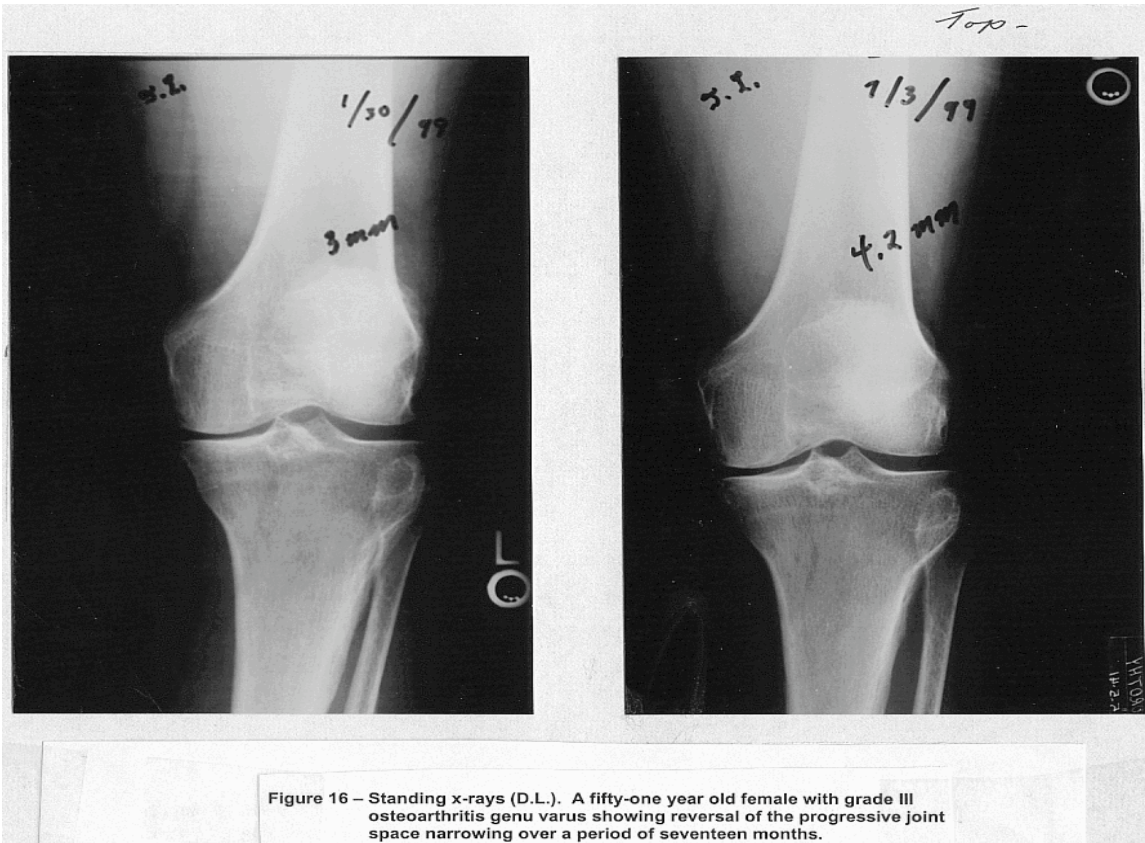 Top -
1/30/99
3 mm
L
7/3/99
4.2 mm
Figure 16 – Standing x-rays (D.L.). A fifty-one year old female with grade III
osteoarthritis genu varus showing reversal of the progressive joint
space narrowing over a period of seventeen months.